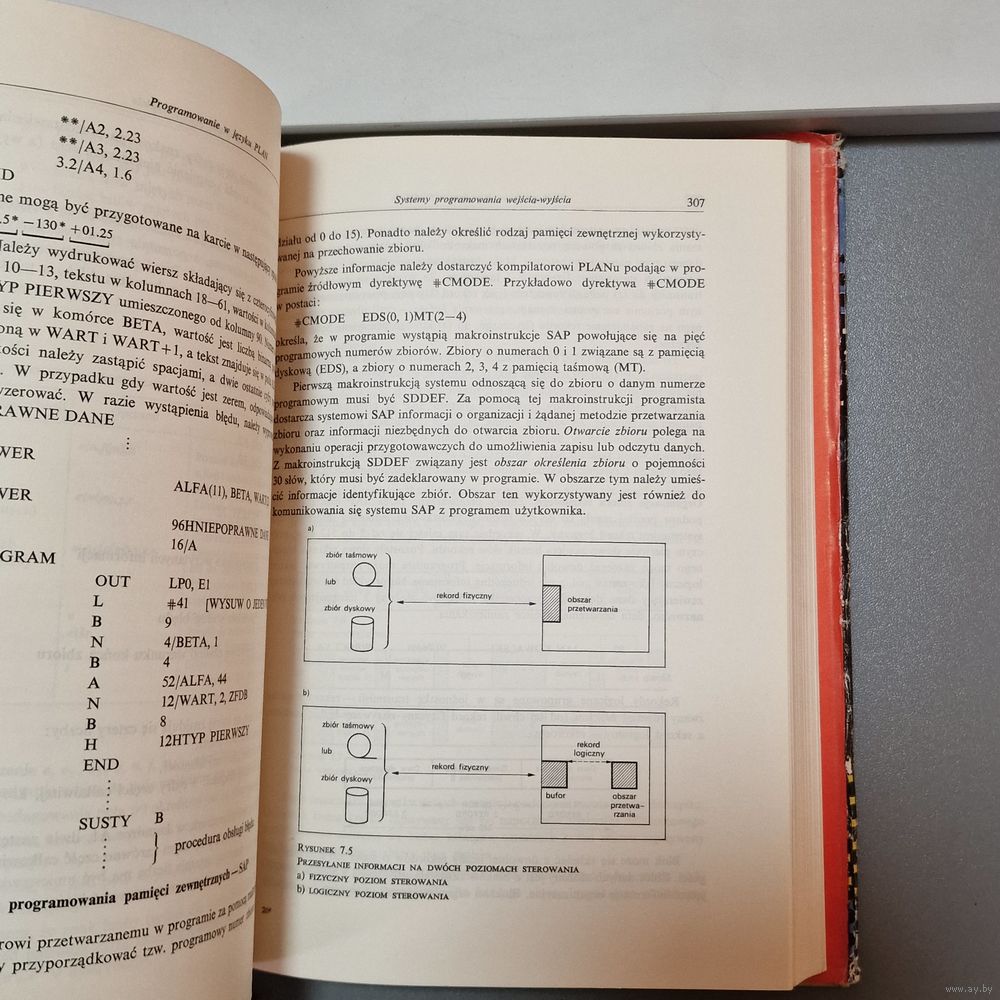 Programowanie w języku PLAN
**/A2, 2.23
**/A3, 2.23
3.2/A4, 1.6
ne mogą być przygotowane na karcie w następujący
.5* —130* +01.25
Należy wydrukować wiersz składający się z
10—13, tekstu w kolumnach 18—61, wartości w
YP PIERWSZY umieszczonego od kolumny 90.
się w komórce BETA, wartość jest liczbą
oną w WART i WART+1, a tekst znajduje się w
ości należy zastąpić spacjami, a dwie ostatnie
. W przypadku gdy wartość jest zerem,
yzerować. W razie wystąpienia błędu, należy
RAWNE DANE
WER
WER ALFA(11), BETA,
96HNIEPOPRAWNE DANE
16/A
GRAM
OUT LP0, E1
L #41 [WYSUW O JEDEN
B 9
N 4/BETA, 1
B 4
A 52/ALFA, 44
N 12/WART, 2, ZFDB
B 8
H 12HTYP PIERWSZY
END
SUSTY B
procedura obsługi błędu
programowania pamięci zewnętrznych—SAP
rowi przetwarzanemu w programie za pomocą
y przyporządkować tzw. programowy numer
Systemy programowania wejścia-wyjścia 307
działu od 0 do 15). Ponadto należy określić rodzaj pamięci zewnętrznej wykorzysty-
wanej na przechowanie zbioru.
Powyższe informacje należy dostarczyć kompilatorowi PLANu podając w pro-
gramie źródłowym dyrektywę #CMODE. Przykładowo dyrektywa #CMODE
w postaci:
#CMODE EDS(0, 1)MT(2—4)
określa, że w programie wystąpią makroinstrukcje SAP powołujące się na pięć
programowych numerów zbiorów. Zbiory o numerach 0 i 1 związane są z pamięcią
dyskową (EDS), a zbiory o numerach 2, 3, 4 z pamięcią taśmową (MT).
Pierwszą makroinstrukcją systemu odnoszącą się do zbioru o danym numerze
programowym musi być SDDEF. Za pomocą tej makroinstrukcji programista
dostarcza systemowi SAP informacji o organizacji i żądanej metodzie przetwarzania
zbioru oraz informacji niezbędnych do otwarcia zbioru. Otwarcie zbioru polega na
wykonaniu operacji przygotowawczych do umożliwienia zapisu lub odczytu danych.
Z makroinstrukcją SDDEF związany jest obszar określenia zbioru o pojemności
30 słów, który musi być zadeklarowany w programie. W obszarze tym należy umieś-
cić informacje identyfikujące zbiór. Obszar ten wykorzystywany jest również do
komunikowania się systemu SAP z programem użytkownika.
a)
zbiór taśmowy
lub
zbiór dyskowy
rekord fizyczny
obszar
przetwarzania
b)
zbiór taśmowy
lub
zbiór dyskowy
rekord fizyczny
rekord
logiczny
bufor
obszar
przetwa-
rzania
RYSUNEK 7.5
PRZESYŁANIE INFORMACJI NA DWÓCH POZIOMACH STEROWANIA
a) FIZYCZNY POZIOM STEROWANIA
b) LOGICZNY POZIOM STEROWANIA
20*
www.ay.by